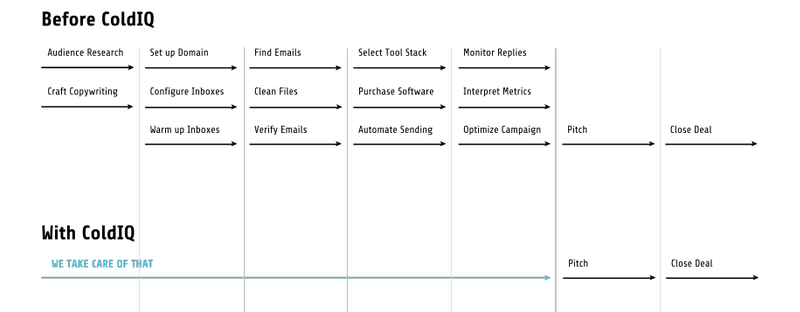 Before ColdIQ
Audience Research
Set up Domain
Find Emails
Select Tool Stack
Monitor Replies
Craft Copywriting
Configure Inboxes
Clean Files
Purchase Software
Interpret Metrics
Warm up Inboxes
Verify Emails
Automate Sending
Optimize Campaign
Pitch
Close Deal
With ColdIQ
WE TAKE CARE OF THAT
Pitch
Close Deal